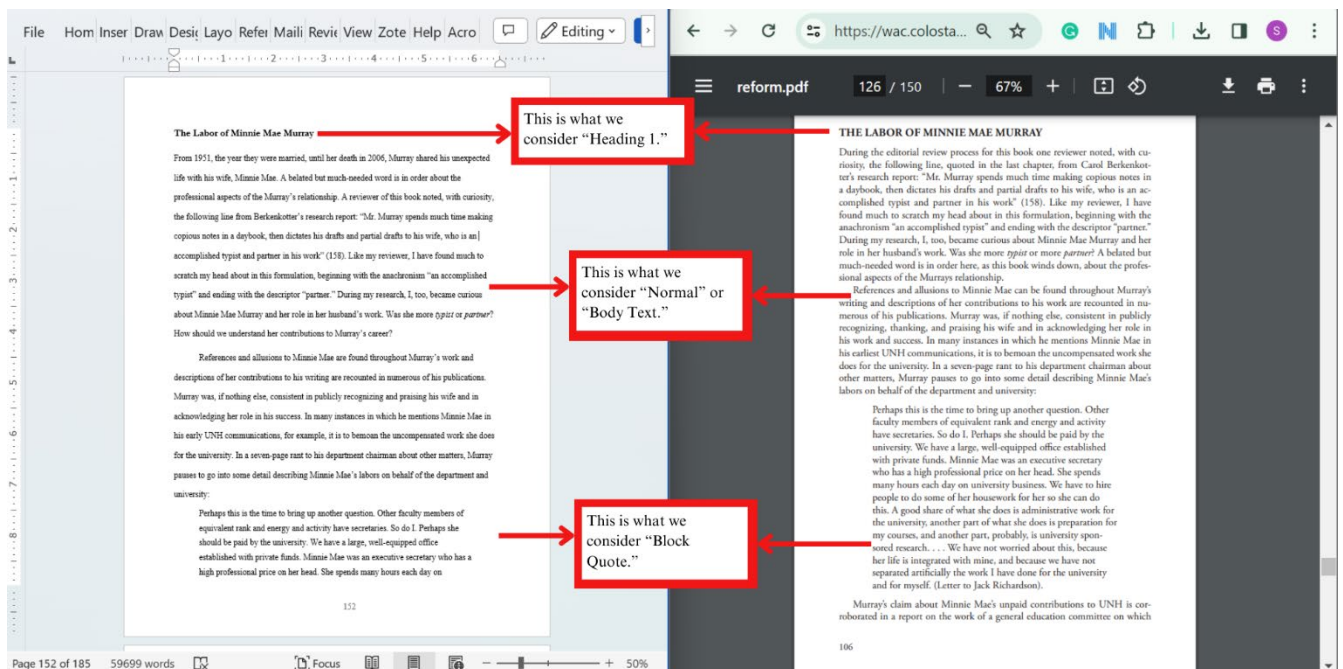 File Hom Inser Draw Desig Layo Refer Maili Revie View Zote Help Acro Editing
1 2 3 4 5 6
The Labor of Minnie Mae Murray
From 1951, the year they were married, until her death in 2006, Murray shared his unexpected
life with his wife, Minnie Mae. A belated but much-needed word is in order about the
professional aspects of the Murray's relationship. A reviewer of this book noted, with curiosity,
the following line from Berkenkotter's research report: "Mr. Murray spends much time making
copious notes in a daybook, then dictates his drafts and partial drafts to his wife, who is an
accomplished typist and partner in his work" (158). Like my reviewer, I have found much to
scratch my head about in this formulation, beginning with the anachronism "an accomplished
typist" and ending with the descriptor "partner." During my research, I, too, became curious
about Minnie Mae Murray and her role in her husband's work. Was she more typist or partner?
How should we understand her contributions to Murray's career?
References and allusions to Minnie Mae are found throughout Murray's work and
descriptions of her contributions to his writing are recounted in numerous of his publications.
Murray was, if nothing else, consistent in publicly recognizing and praising his wife and in
acknowledging her role in his success. In many instances in which he mentions Minnie Mae in
his early UNH communications, for example, it is to bemoan the uncompensated work she does
for the university. In a seven-page rant to his department chairman about other matters, Murray
pauses to go into some detail describing Minnie Mae's labors on behalf of the department and
university:
Perhaps this is the time to bring up another question. Other faculty members of
equivalent rank and energy and activity have secretaries. So do I. Perhaps she
should be paid by the university. We have a large, well-equipped office
established with private funds. Minnie Mae was an executive secretary who has a
high professional price on her head. She spends many hours each day on
152
Page 152 of 185 59699 words Focus 50%
This is what we
consider "Heading 1."
This is what we
consider "Normal" or
"Body Text."
This is what we
consider "Block
Quote."
https://wac.colosta... S
reform.pdf 126 / 150 67%
THE LABOR OF MINNIE MAE MURRAY
During the editorial review process for this book one reviewer noted, with cu-
riosity, the following line, quoted in the last chapter, from Carol Berkenkot-
ter's research report: "Mr. Murray spends much time making copious notes in
a daybook, then dictates his drafts and partial drafts to his wife, who is an ac-
complished typist and partner in his work" (158). Like my reviewer, I have
found much to scratch my head about in this formulation, beginning with the
anachronism "an accomplished typist" and ending with the descriptor "partner."
During my research, I, too, became curious about Minnie Mae Murray and her
role in her husband's work. Was she more typist or more partner? A belated but
much-needed word is in order here, as this book winds down, about the profes-
sional aspects of the Murrays relationship.
References and allusions to Minnie Mae can be found throughout Murray's
writing and descriptions of her contributions to his work are recounted in nu-
merous of his publications. Murray was, if nothing else, consistent in publicly
recognizing, thanking, and praising his wife and in acknowledging her role in
his work and success. In many instances in which he mentions Minnie Mae in
his earliest UNH communications, it is to bemoan the uncompensated work she
does for the university. In a seven-page rant to his department chairman about
other matters, Murray pauses to go into some detail describing Minnie Mae's
labors on behalf of the department and university:
Perhaps this is the time to bring up another question. Other
faculty members of equivalent rank and energy and activity
have secretaries. So do I. Perhaps she should be paid by the
university. We have a large, well-equipped office established
with private funds. Minnie Mae was an executive secretary
who has a high professional price on her head. She spends
many hours each day on university business. We have to hire
people to do some of her housework for her so she can do
this. A good share of what she does is administrative work for
the university, another part of what she does is preparation for
my courses, and another part, probably, is university spon-
sored research. . . . We have not worried about this, because
her life is integrated with mine, and because we have not
separated artificially the work I have done for the university
and for myself. (Letter to Jack Richardson).
Murray's claim about Minnie Mae's unpaid contributions to UNH is cor-
roborated in a report on the work of a general education committee on which
106